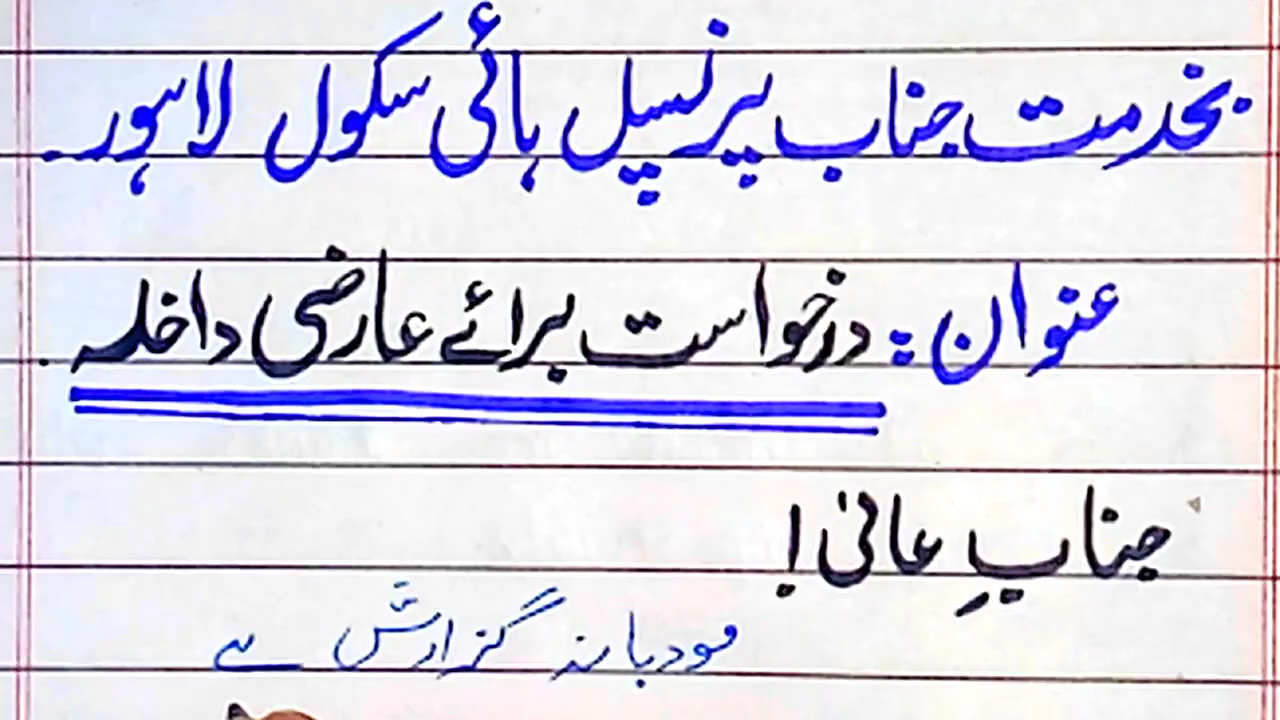 بخدمت جناب پرنسپل ہائی سکول لاہور۔
عنوان: درخواست برائے عارضی داخلہ۔
جنابِ عالی!
مودبانہ گزارش ہے